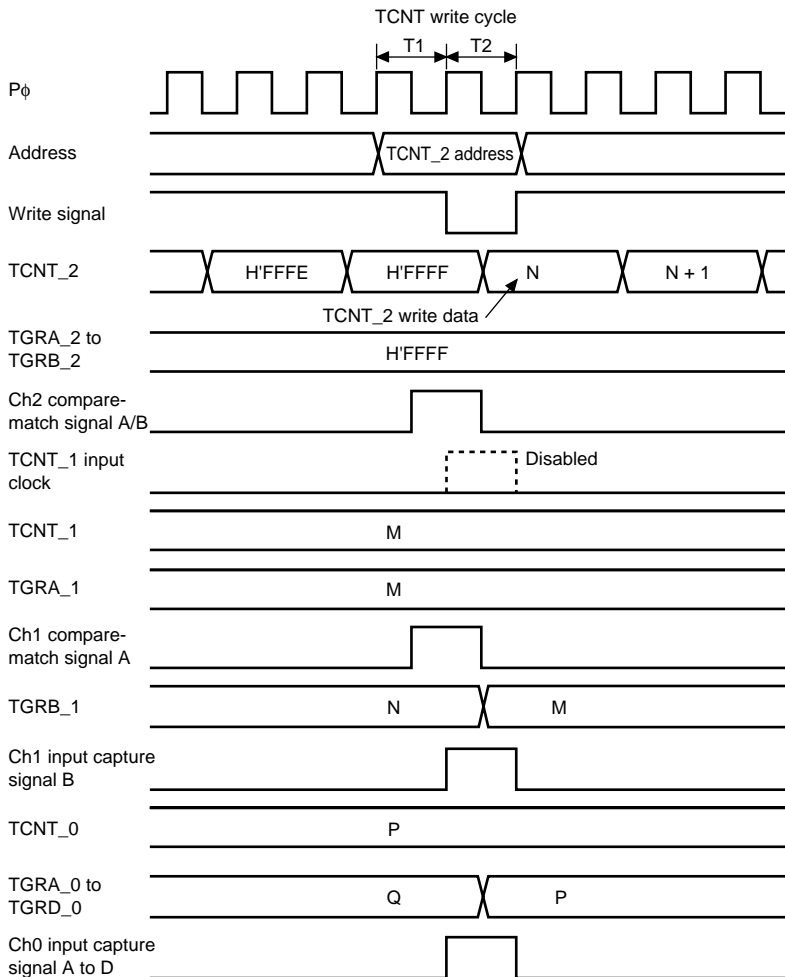 TCNT write cycle
T1 T2
Pϕ
Address
TCNT_2 address
Write signal
TCNT_2
H'FFFE H'FFFF N N + 1
TCNT_2 write data
TGRA_2 to
TGRB_2
H'FFFF
Ch2 compare-
match signal A/B
TCNT_1 input
clock
Disabled
TCNT_1
M
TGRA_1
M
Ch1 compare-
match signal A
TGRB_1
N M
Ch1 input capture
signal B
TCNT_0
P
TGRA_0 to
TGRD_0
Q P
Ch0 input capture
signal A to D